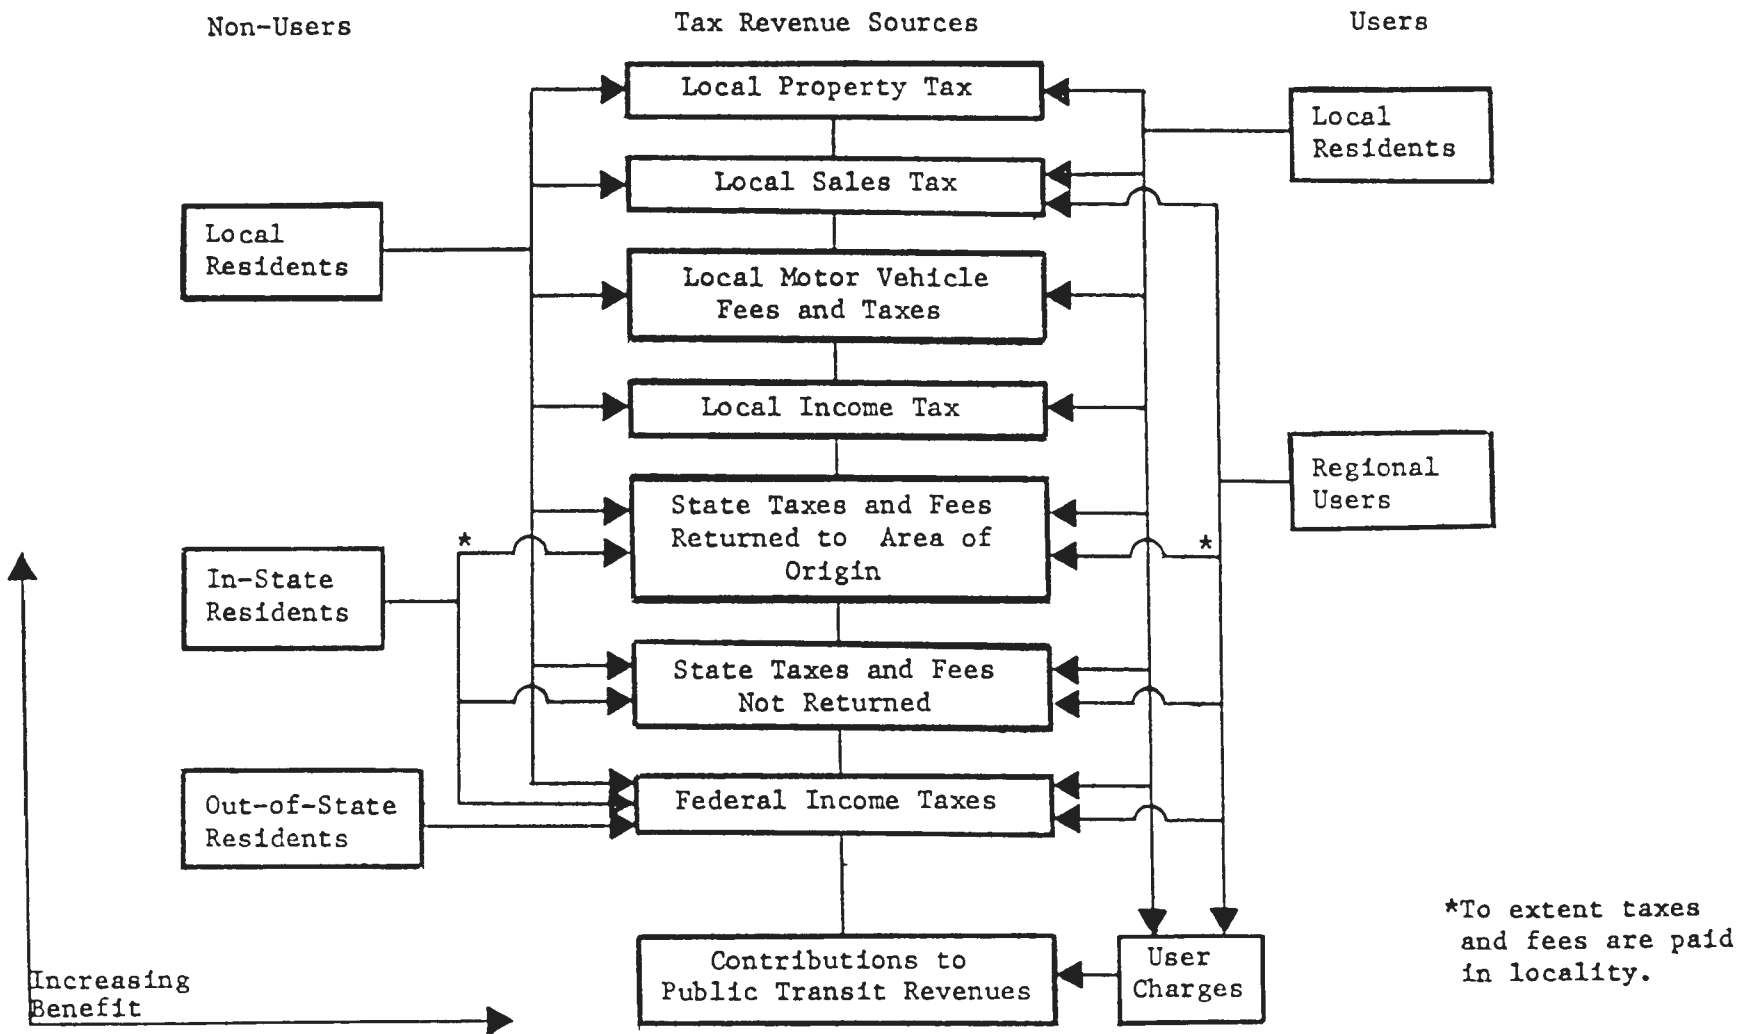 Non-Users
Tax Revenue Sources
Users
Local Property Tax
Local
Residents
Local Sales Tax
Local
Residents
Local Motor Vehicle
Fees and Taxes
Local Income Tax
Regional
Users
State Taxes and Fees
Returned to Area of
Origin
*
*
In-State
Residents
State Taxes and Fees
Not Returned
Out-of-State
Residents
Federal Income Taxes
*To extent taxes
and fees are paid
in locality.
Contributions to
Public Transit Revenues
User
Charges
Increasing
Benefit